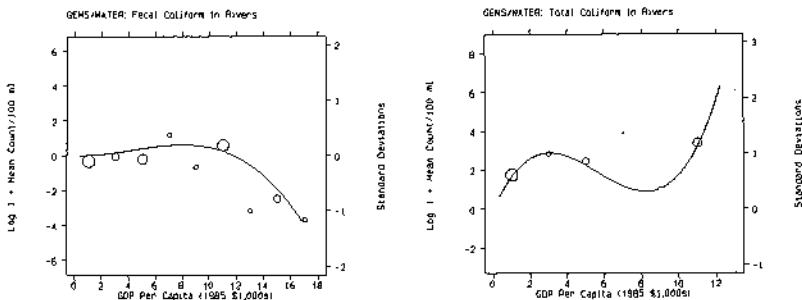 GEMS/WATER: Fecal Coliform in Rivers
6
4
2
0
-2
-4
-6
2
1
0
-1
-2
Log 1 + Mean Count/100 ml
Standard Deviations
0 2 4 6 8 10 12 14 16 18
GDP Per Capita (1985 $1,000s)
GEMS/WATER: Total Coliform in Rivers
8
6
4
2
0
-2
3
2
1
0
-1
Log 1 + Mean Count/100 ml
Standard Deviations
0 2 4 6 8 10 12
GDP Per Capita (1985 $1,000s)